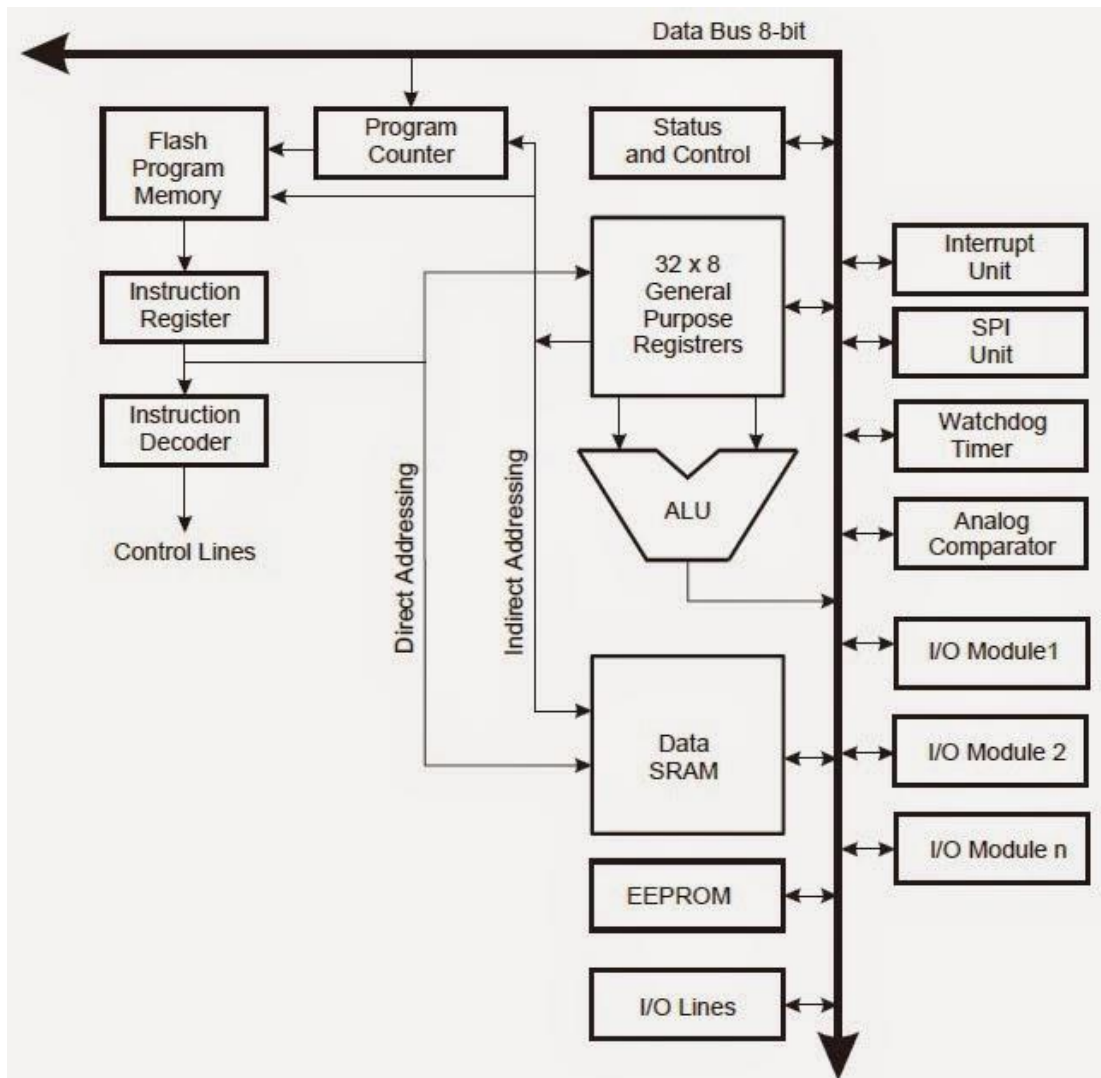 Data Bus 8-bit
Flash
Program
Memory
Program
Counter
Status
and Control
Instruction
Register
32 x 8
General
Purpose
Registrers
Interrupt
Unit
SPI
Unit
Instruction
Decoder
Watchdog
Timer
Control Lines
Direct Addressing
Indirect Addressing
ALU
Analog
Comparator
I/O Module1
Data
SRAM
I/O Module 2
I/O Module n
EEPROM
I/O Lines